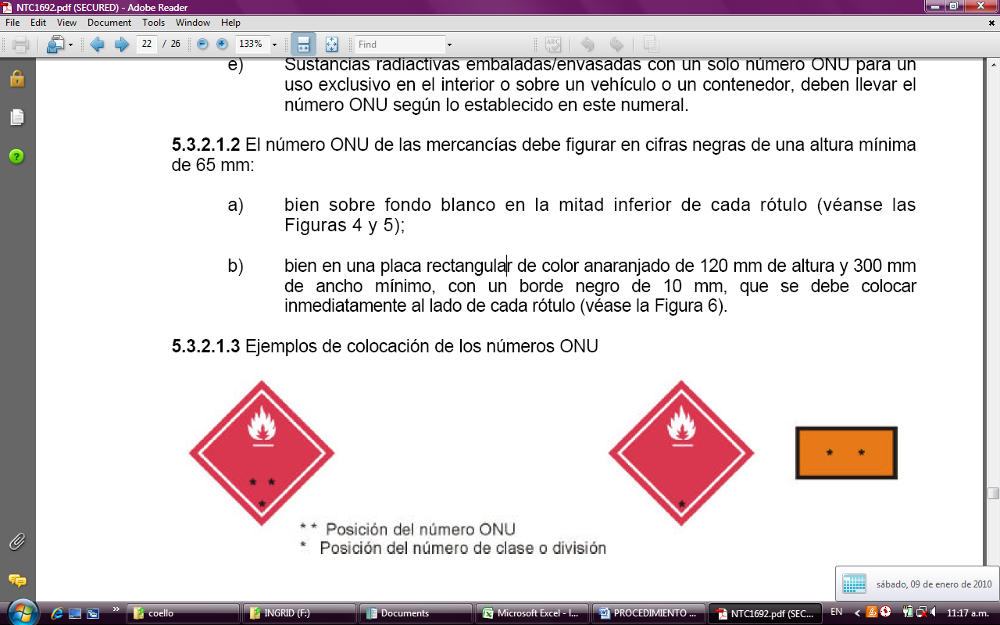 NTC1692.pdf (SECURED) - Adobe Reader
File Edit View Document Tools Window Help
22 / 26 133% Find
e) Sustancias radiactivas embaladas/envasadas con un solo número ONU para un
uso exclusivo en el interior o sobre un vehículo o un contenedor, deben llevar el
número ONU según lo establecido en este numeral.
5.3.2.1.2 El número ONU de las mercancías debe figurar en cifras negras de una altura mínima
de 65 mm:
a) bien sobre fondo blanco en la mitad inferior de cada rótulo (véanse las
Figuras 4 y 5);
b) bien en una placa rectangular de color anaranjado de 120 mm de altura y 300 mm
de ancho mínimo, con un borde negro de 10 mm, que se debe colocar
inmediatamente al lado de cada rótulo (véase la Figura 6).
5.3.2.1.3 Ejemplos de colocación de los números ONU
* *
*
*
* *
* * Posición del número ONU
* Posición del número de clase o división
sábado, 09 de enero de 2010
coello INGRID (F:) Documents Microsoft Excel - I... PROCEDIMIENTO ... NTC1692.pdf (SEC... EN 11:17 a.m.